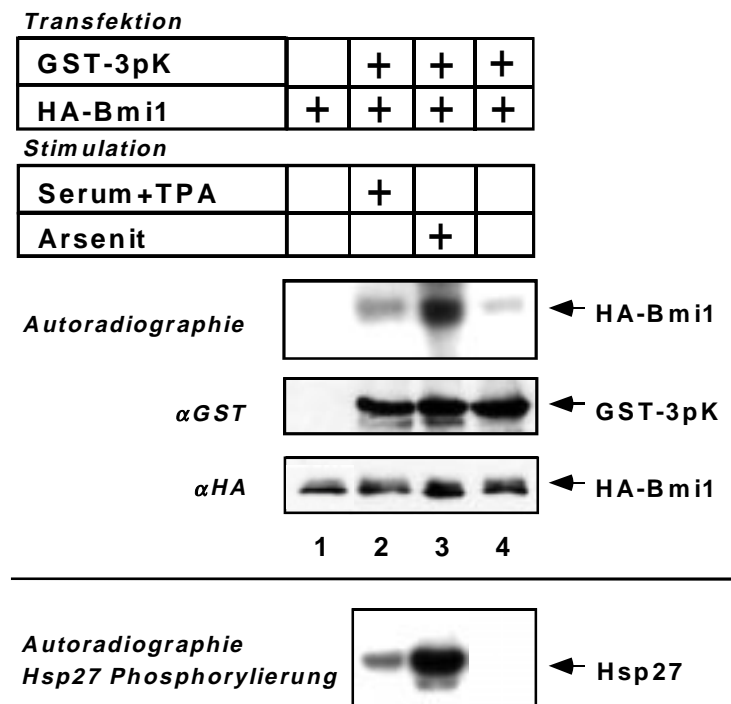 Transfektion
GST-3pK + + +
HA-Bmi1 + + + +
Stimulation
Serum+TPA +
Arsenit +
Autoradiographie HA-Bmi1
αGST GST-3pK
αHA HA-Bmi1
1 2 3 4
Autoradiographie
Hsp27 Phosphorylierung Hsp27